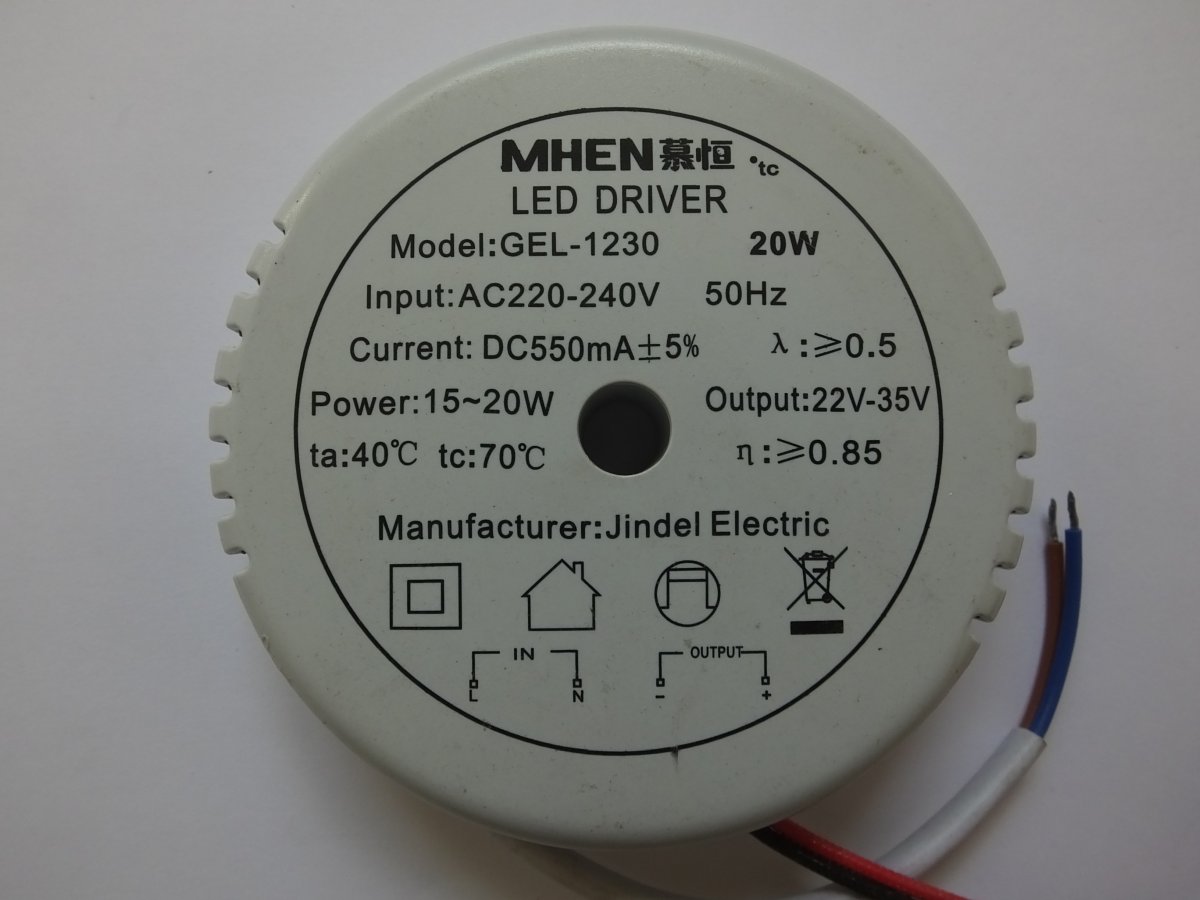 MHEN慕恒 •tc
LED DRIVER
Model:GEL-1230 20W
Input:AC220-240V 50Hz
Current: DC550mA±5% λ:≥0.5
Power:15~20W Output:22V-35V
ta:40℃ tc:70℃ η:≥0.85
Manufacturer:Jindel Electric
IN OUTPUT
L N - +